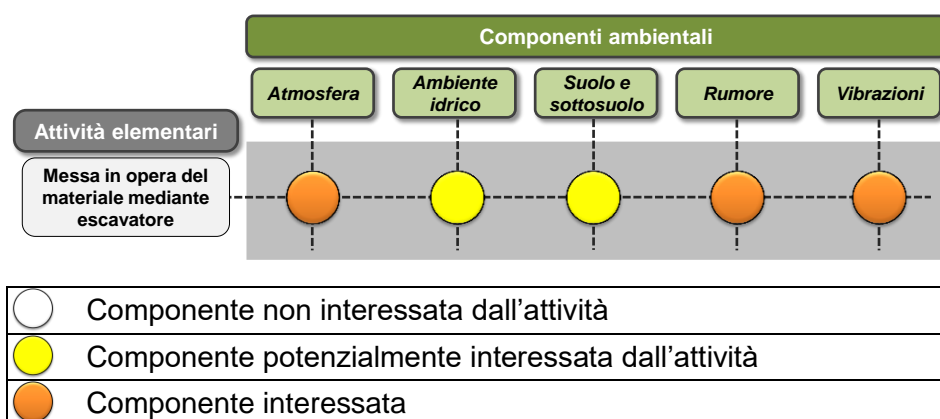 Componenti ambientali
Atmosfera
Ambiente
idrico
Suolo e
sottosuolo
Rumore
Vibrazioni
Attività elementari
Messa in opera del
materiale mediante
escavatore
Componente non interessata dall'attività
Componente potenzialmente interessata dall'attività
Componente interessata